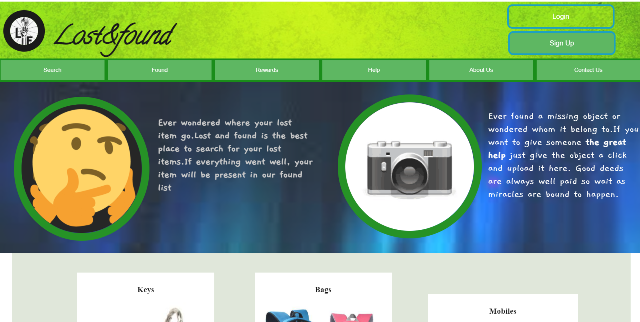 LF
Lost&found
Login
Sign Up
Search
Found
Rewards
Help
About Us
Contact Us
Ever wondered where your last
item go.Last and found is the best
place to search for your last
items.If everything went well, your
item will be present in our found
list
Ever found a missing object or
wondered whom it belong to.If you
want to give someone the great
help just give the object a click
and upload it here. Good deeds
are always well paid so wait as
miracles are bound to happen.
Keys
Bags
Mobiles